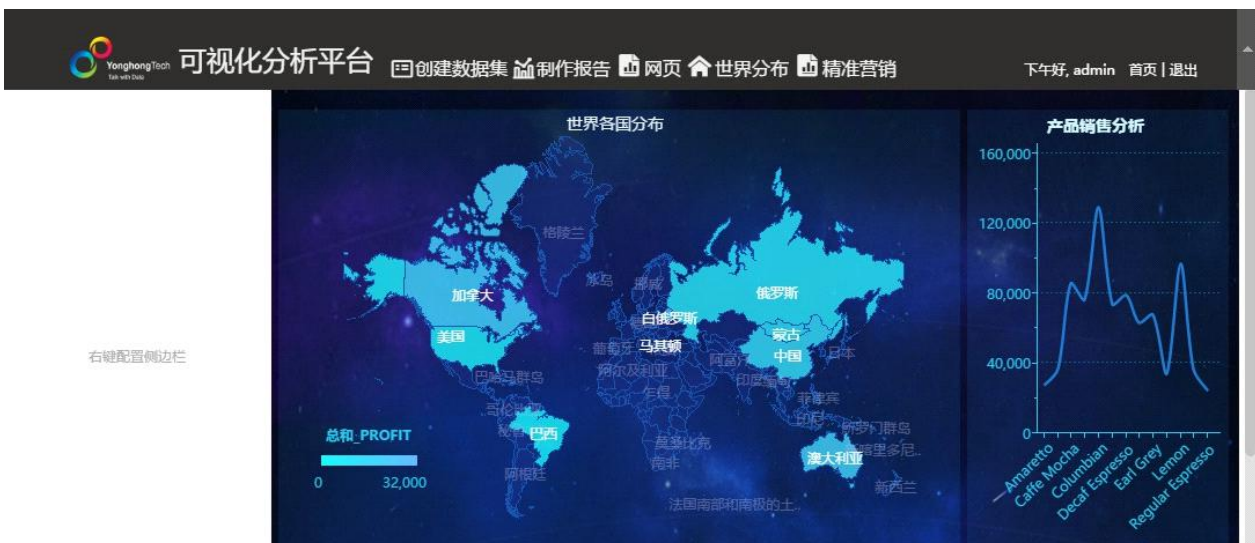 YonghongTech
Talk with Data
可视化分析平台
创建数据集
制作报告
网页
世界分布
精准营销
下午好, admin 首页 | 退出
右键配置侧边栏
世界各国分布
格陵兰
冰岛
挪威
加拿大
俄罗斯
白俄罗斯
美国
葡萄牙
马其顿
蒙古
中国
日本
巴哈马群岛
阿尔及利亚
乍得
印度
缅甸
菲律宾
巴西
莫桑比克
所罗门群岛
南非
澳大利亚
阿根廷
新西兰
法国南部和南极的土..
总和_PROFIT
0
32,000
产品销售分析
160,000
120,000
80,000
40,000
0
Amaretto
Caffe Mocha
Columbian
Decaf Espresso
Earl Grey
Lemon
Regular Espresso